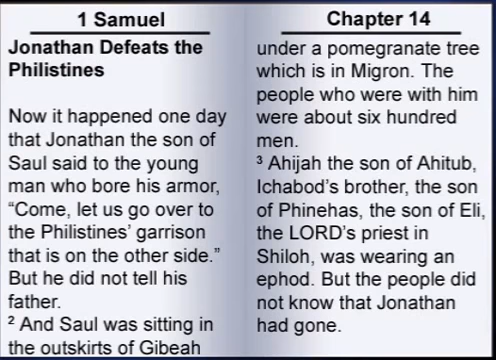 1 Samuel
Jonathan Defeats the
Philistines
Now it happened one day
that Jonathan the son of
Saul said to the young
man who bore his armor,
“Come, let us go over to
the Philistines’ garrison
that is on the other side.”
But he did not tell his
father.
² And Saul was sitting in
the outskirts of Gibeah
Chapter 14
under a pomegranate tree
which is in Migron. The
people who were with him
were about six hundred
men.
³ Ahijah the son of Ahitub,
Ichabod’s brother, the son
of Phinehas, the son of Eli,
the LORD’s priest in
Shiloh, was wearing an
ephod. But the people did
not know that Jonathan
had gone.